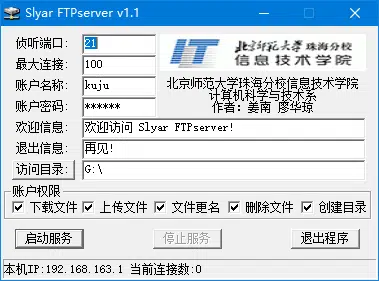 Slyar FTPserver v1.1
侦听端口: 21
最大连接: 100
账户名称: kuju
账户密码: ******
IT 北京师范大学 珠海分校
信息技术学院
北京师范大学珠海分校信息技术学院
计算机科学与技术系
作者: 姜南 廖华琼
欢迎信息: 欢迎访问 Slyar FTPserver!
退出信息: 再见!
访问目录: G:\
账户权限
下载文件 上传文件 文件更名 删除文件 创建目录
启动服务 停止服务 退出程序
本机IP:192.168.163.1 当前连接数:0